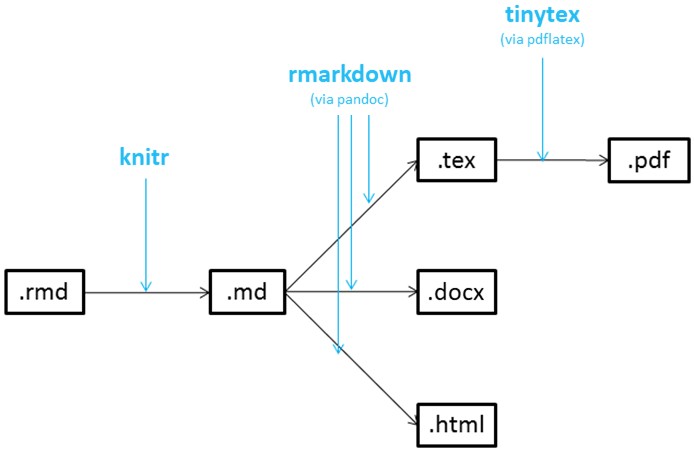 tinytex
(via pdflatex)
rmarkdown
(via pandoc)
knitr
.tex
.pdf
.rmd
.md
.docx
.html